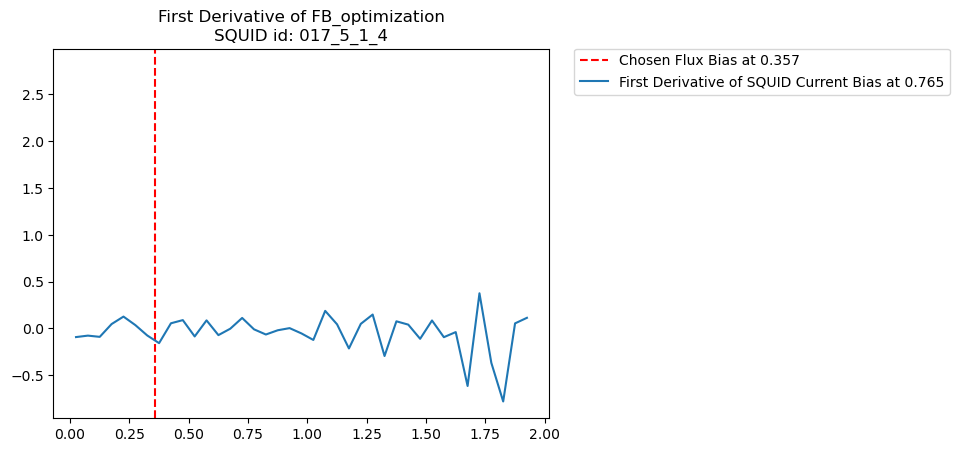 First Derivative of FB_optimization
SQUID id: 017_5_1_4
Chosen Flux Bias at 0.357
First Derivative of SQUID Current Bias at 0.765
2.5
2.0
1.5
1.0
0.5
0.0
−0.5
0.00 0.25 0.50 0.75 1.00 1.25 1.50 1.75 2.00